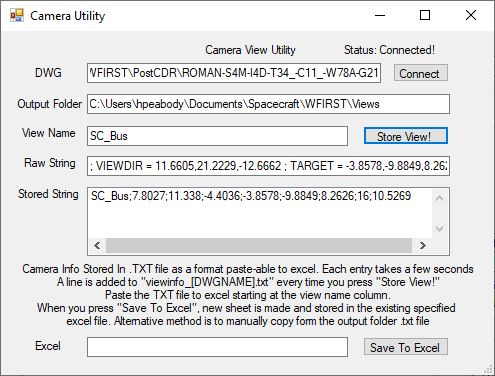 Camera Utility
Camera View Utility Status: Connected!
DWG WFIRST\PostCDR\ROMAN-S4M-I4D-T34_-C11_-W78A-G21 Connect
Output Folder C:\Users\hpeabody\Documents\Spacecraft\WFIRST\Views
View Name SC_Bus Store View!
Raw String ; VIEWDIR = 11.6605,21.2229,-12.6662 ; TARGET = -3.8578,-9.8849,8.262
Stored String SC_Bus;7.8027;11.338;-4.4036;-3.8578;-9.8849;8.2626;16;10.5269
Camera Info Stored In .TXT file as a format paste-able to excel. Each entry takes a few seconds
A line is added to "viewinfo_[DWGNAME].txt" every time you press "Store View!"
Paste the TXT file to excel starting at the view name column.
When you press "Save To Excel", new sheet is made and stored in the existing specified
excel file. Alternative method is to manually copy form the output folder .txt file
Excel Save To Excel